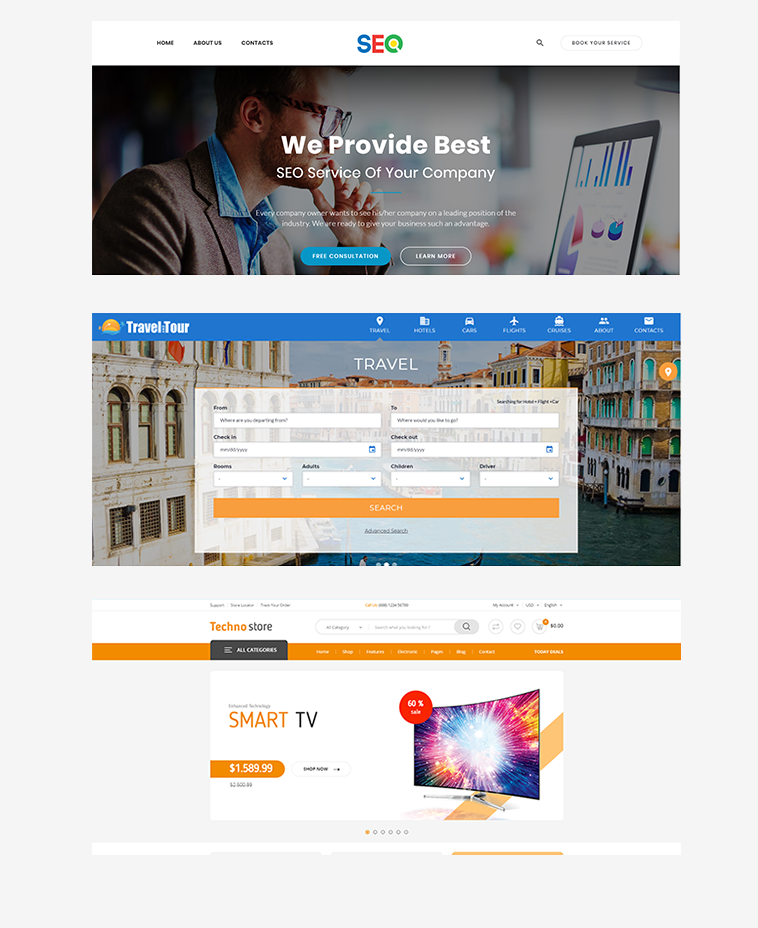 HOME ABOUT US CONTACTS SEO BOOK YOUR SERVICE
We Provide Best
SEO Service Of Your Company
Every company owner wants to see his/her company on a leading position of the
industry. We are ready to give your business such an advantage.
FREE CONSULTATION LEARN MORE
Travel Tour
TRAVEL HOTELS CARS FLIGHTS CRUISES ABOUT CONTACTS
TRAVEL
Searching for Hotel + Flight +Car
From To
Where are you departing from? Where would you like to go?
Check in Check out
mm/dd/yyyy mm/dd/yyyy
Rooms Adults Children Driver
- - - -
SEARCH
Advanced Search
Support Store Locator Track Your Order Call Us My Account USD English
Techno store All Category Search what you looking for ? 0 $0.00
ALL CATEGORIES Home Shop Features Electronic Pages Blog Contact TODAY DEALS
Enhanced Technology
SMART TV
60 %
sale
$1.589.99 SHOP NOW